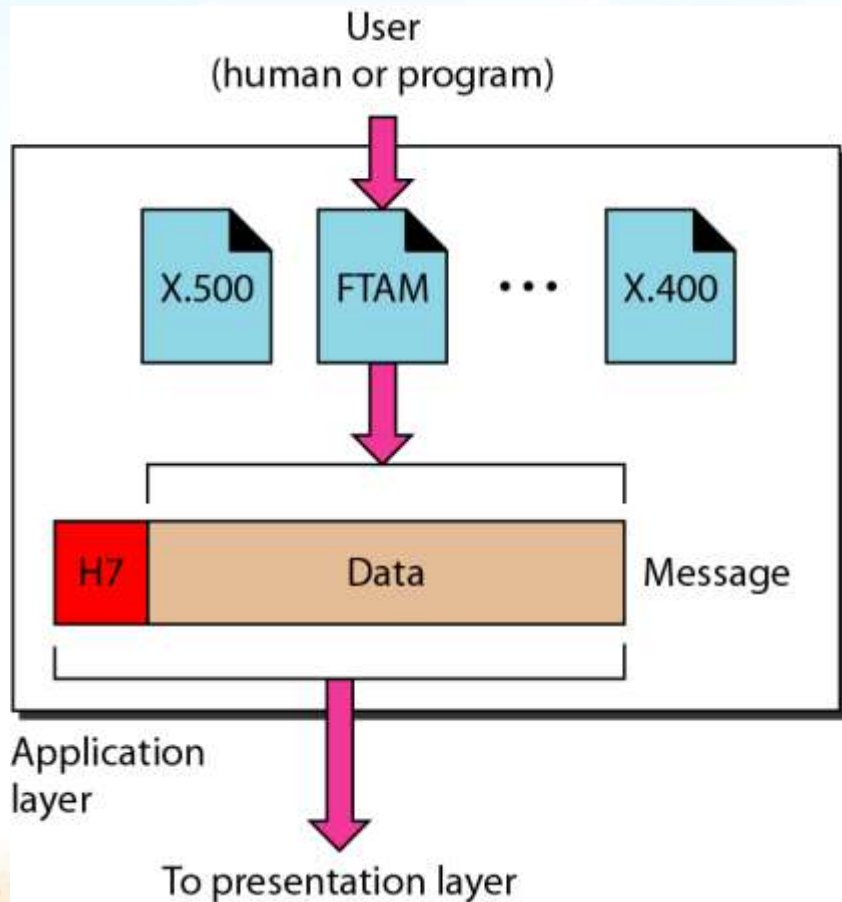 User
(human or program)
X.500 FTAM ... X.400
H7 Data Message
Application
layer
To presentation layer